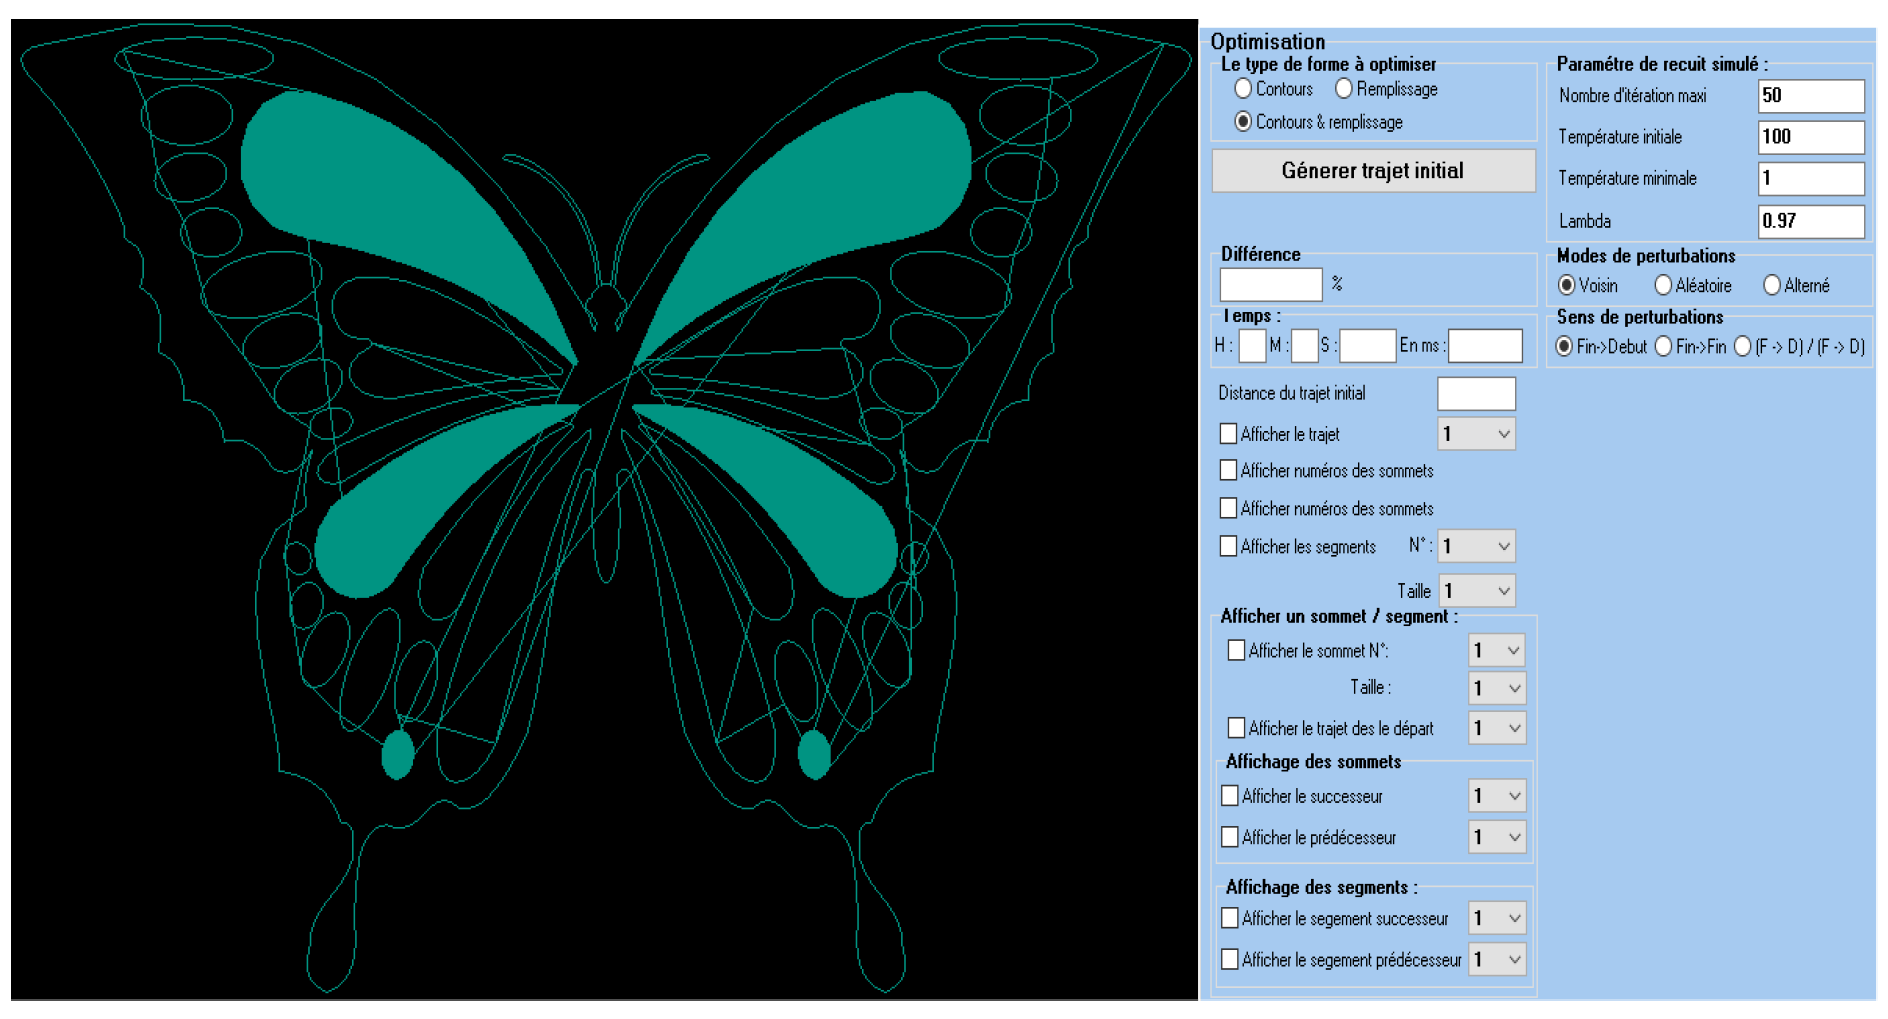 Optimisation
Le type de forme à optimiser
Contours Remplissage
Contours & remplissage
Génerer trajet initial
Différence
%
Temps :
H : M : S : En ms :
Distance du trajet initial
Afficher le trajet 1
Afficher numéros des sommets
Afficher numéros des sommets
Afficher les segments N° : 1
Taille 1
Afficher un sommet / segment :
Afficher le sommet N°: 1
Taille : 1
Afficher le trajet des le départ 1
Affichage des sommets
Afficher le successeur 1
Afficher le prédécesseur 1
Affichage des segments :
Afficher le segement successeur 1
Afficher le segement prédécesseur 1
Paramétre de recuit simulé :
Nombre d'itération maxi 50
Température initiale 100
Température minimale 1
Lambda 0.97
Modes de perturbations
Voisin Aléatoire Alterné
Sens de perturbations
Fin->Debut Fin->Fin (F -> D) / (F -> D)